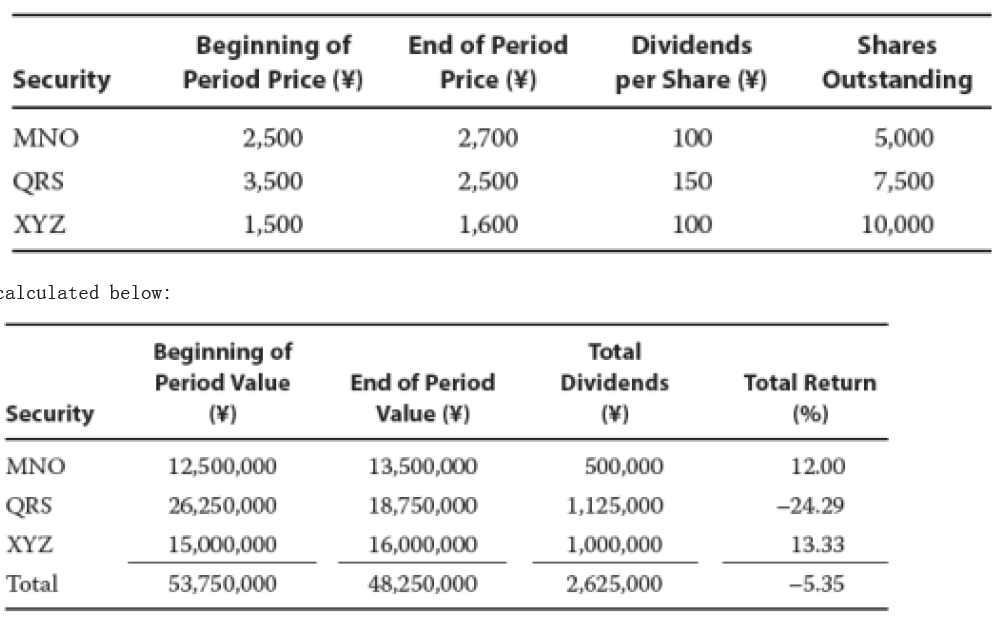 Beginning of End of Period Dividends Shares
Security Period Price (¥) Price (¥) per Share (¥) Outstanding
MNO 2,500 2,700 100 5,000
QRS 3,500 2,500 150 7,500
XYZ 1,500 1,600 100 10,000
calculated below:
Beginning of Total
Period Value End of Period Dividends Total Return
Security (¥) Value (¥) (¥) (%)
MNO 12,500,000 13,500,000 500,000 12.00
QRS 26,250,000 18,750,000 1,125,000 −24.29
XYZ 15,000,000 16,000,000 1,000,000 13.33
Total 53,750,000 48,250,000 2,625,000 −5.35